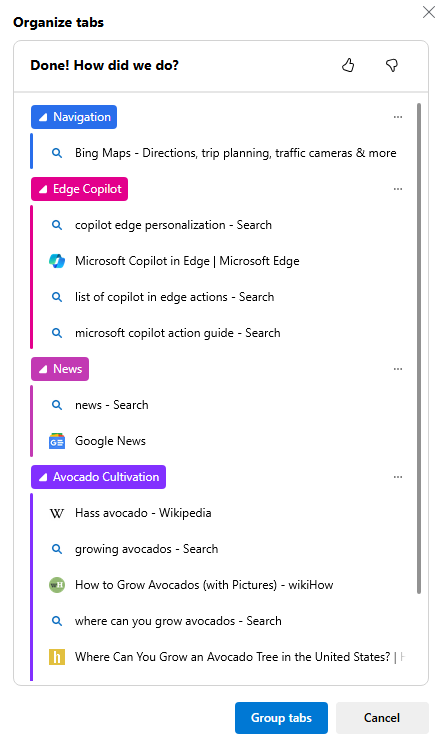 Organize tabs
Done! How did we do?
Navigation
Bing Maps - Directions, trip planning, traffic cameras & more
Edge Copilot
copilot edge personalization - Search
Microsoft Copilot in Edge | Microsoft Edge
list of copilot in edge actions - Search
microsoft copilot action guide - Search
News
news - Search
GE Google News
Avocado Cultivation
W Hass avocado - Wikipedia
growing avocados - Search
wH How to Grow Avocados (with Pictures) - wikiHow
where can you grow avocados - Search
h Where Can You Grow an Avocado Tree in the United States? |
Group tabs Cancel